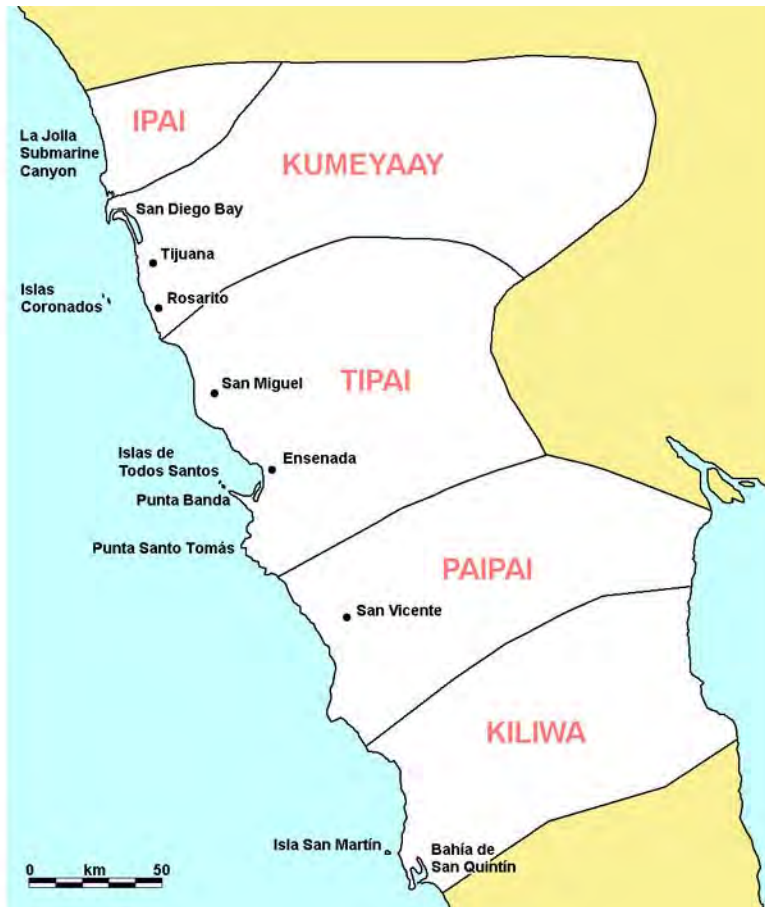 IPAI
La Jolla
Submarine
Canyon
KUMEYAAY
San Diego Bay
Tijuana
Islas
Coronados
Rosarito
TIPAI
San Miguel
Islas de
Todos Santos
Ensenada
Punta Banda
Punta Santo Tomás
PAIPAI
San Vicente
KILIWA
Isla San Martín
Bahía de
San Quintín
0 km 50